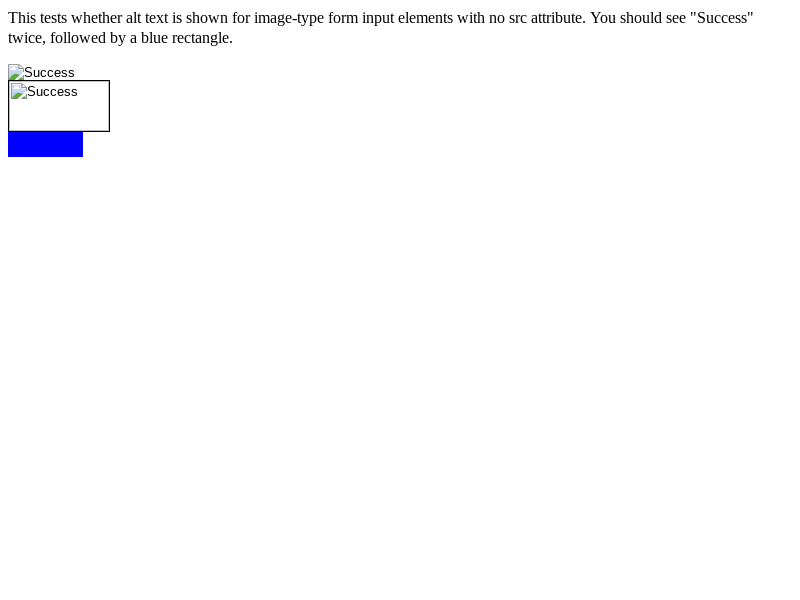 This tests whether alt text is shown for image-type form input elements with no src attribute. You should see "Success"
twice, followed by a blue rectangle.
Success
Success